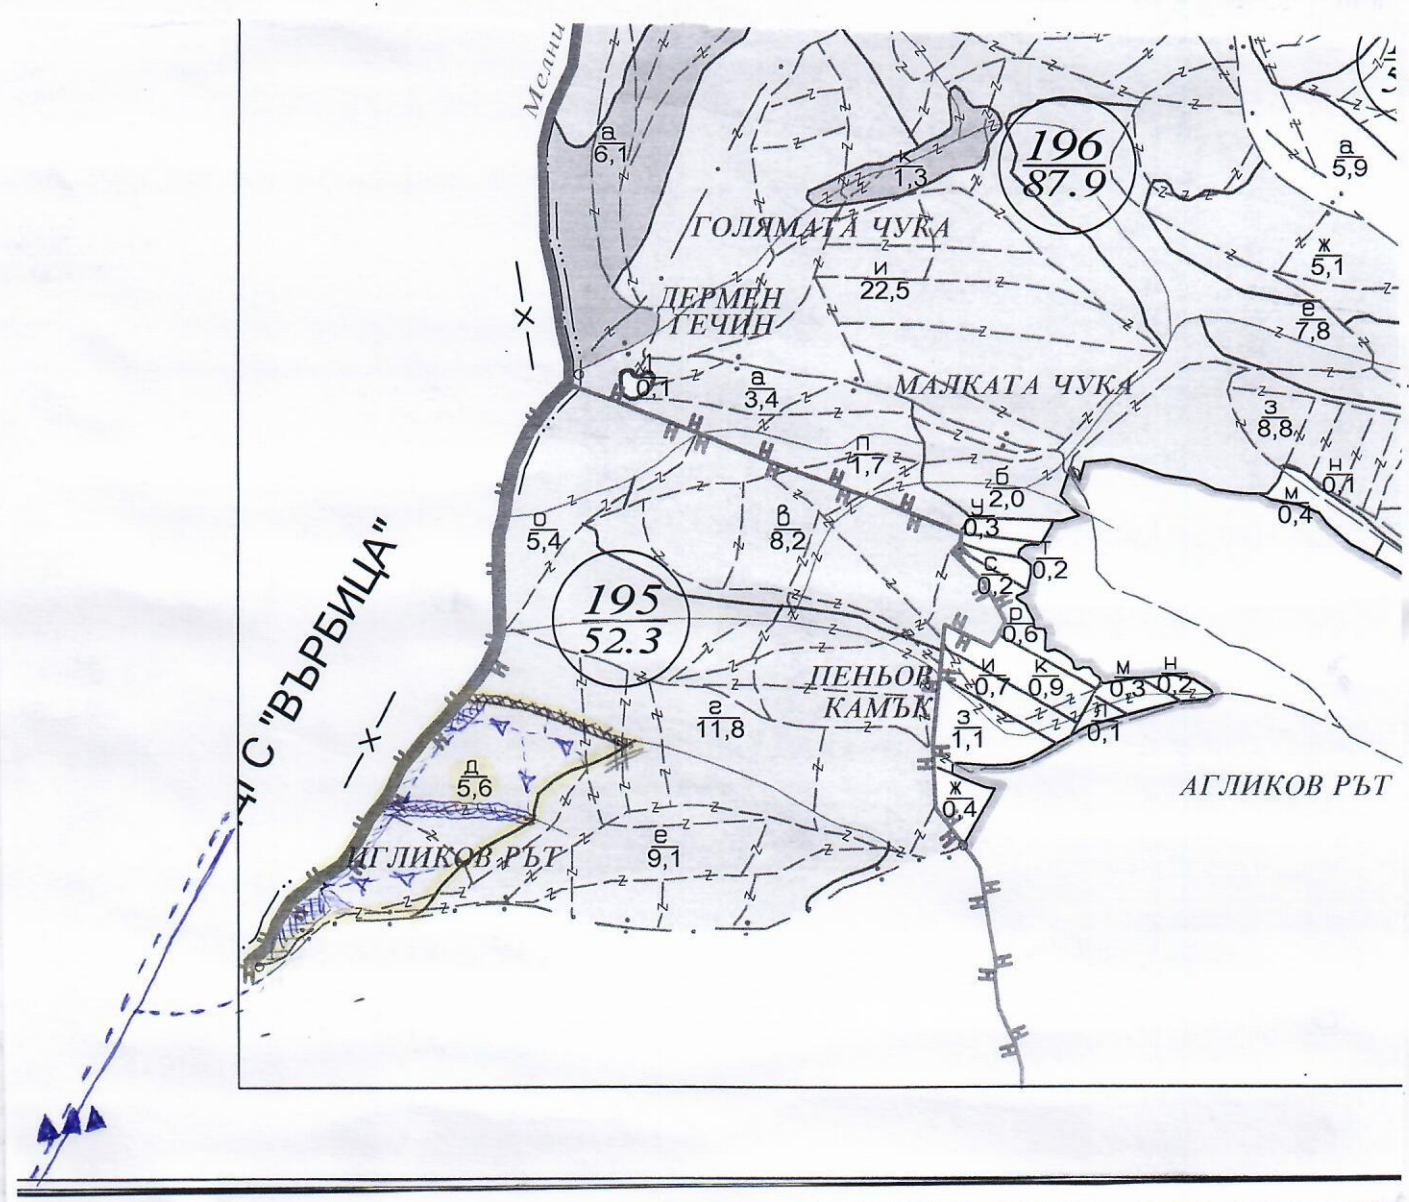 Мелни
а
6,1
к
1,3
196
87.9
а
5,9
ГОЛЯМАТА ЧУКА
ж
5,1
и
22,5
ДЕРМЕН
ГЕЧИН
е
7,8
0,1
а
3,4
МАЛКАТА ЧУКА
з
8,8
п
1,7
н
0,1
б
2,0
м
0,4
о
5,4
в
8,2
у
0,3
т
0,2
с
0,2
195
52.3
р
0,6
"ВЪРБИЦА"
ПЕНЬОВ
КАМЪК
и
0,7
к
0,9
м
0,3
н
0,2
г
11,8
з
1,1
л
0,1
д
5,6
ж
0,4
АГЛИКОВ РЪТ
ИГЛИКОВ РЪТ
е
9,1